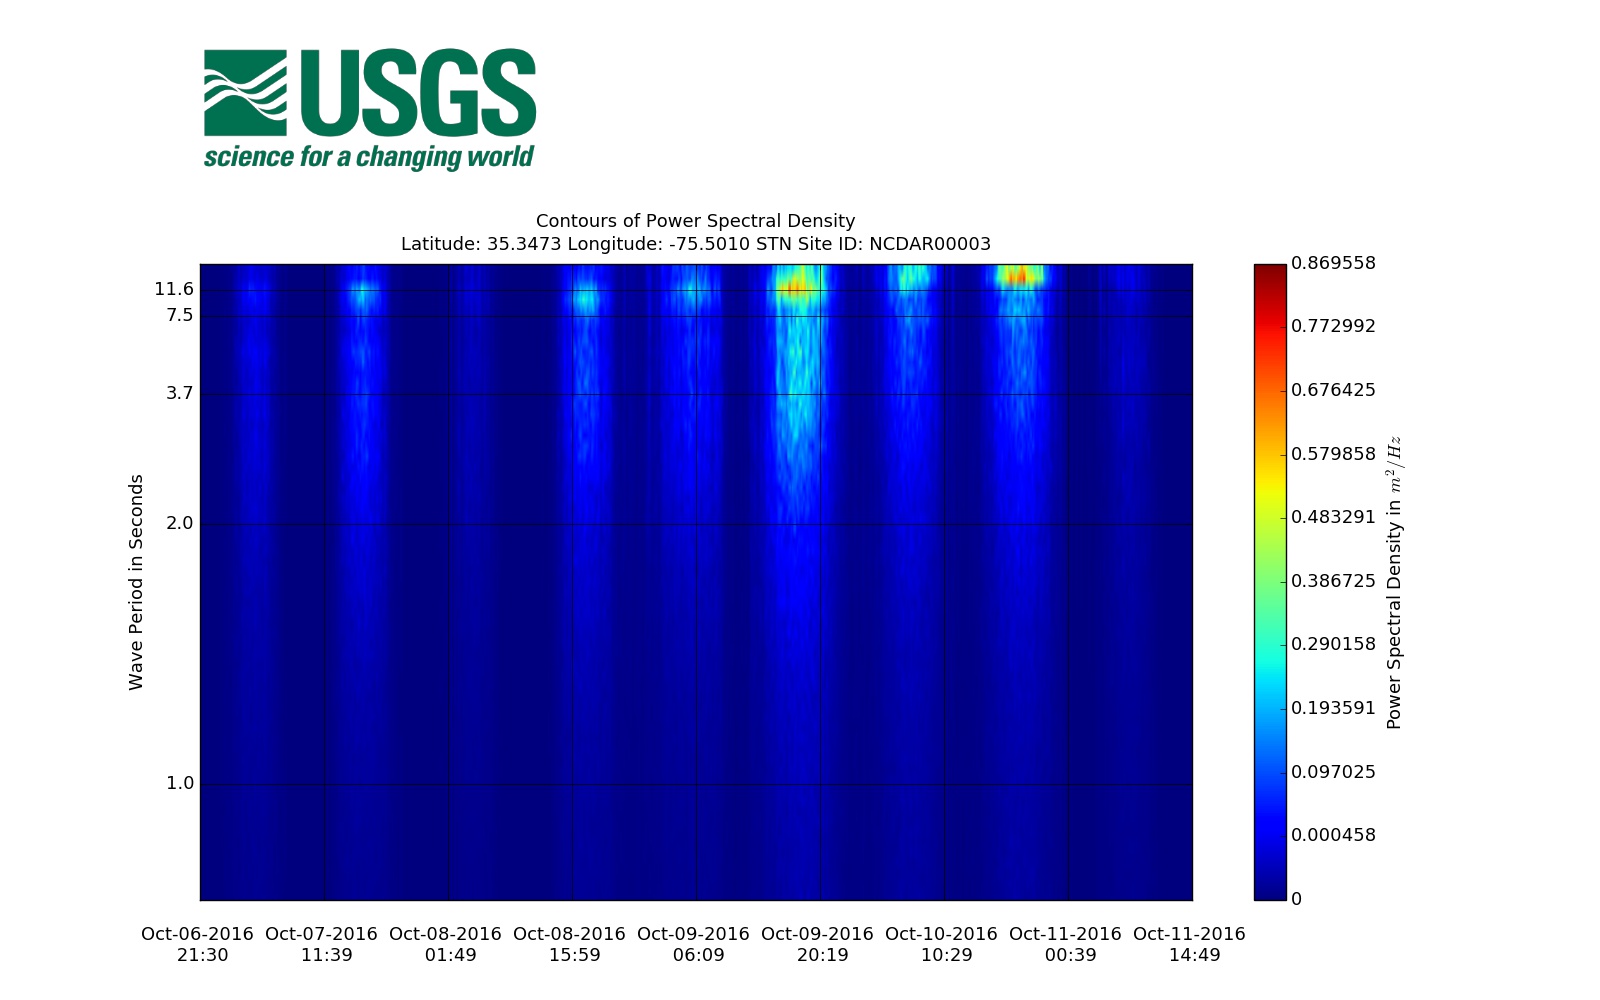 USGS
science for a changing world
Contours of Power Spectral Density
Latitude: 35.3473 Longitude: -75.5010 STN Site ID: NCDAR00003
11.6
7.5
3.7
2.0
1.0
Wave Period in Seconds
Oct-06-2016 Oct-07-2016 Oct-08-2016 Oct-08-2016 Oct-09-2016 Oct-09-2016 Oct-10-2016 Oct-11-2016 Oct-11-2016
21:30 11:39 01:49 15:59 06:09 20:19 10:29 00:39 14:49
0.869558
0.772992
0.676425
0.579858
0.483291
0.386725
0.290158
0.193591
0.097025
0.000458
0
Power Spectral Density in m²/Hz